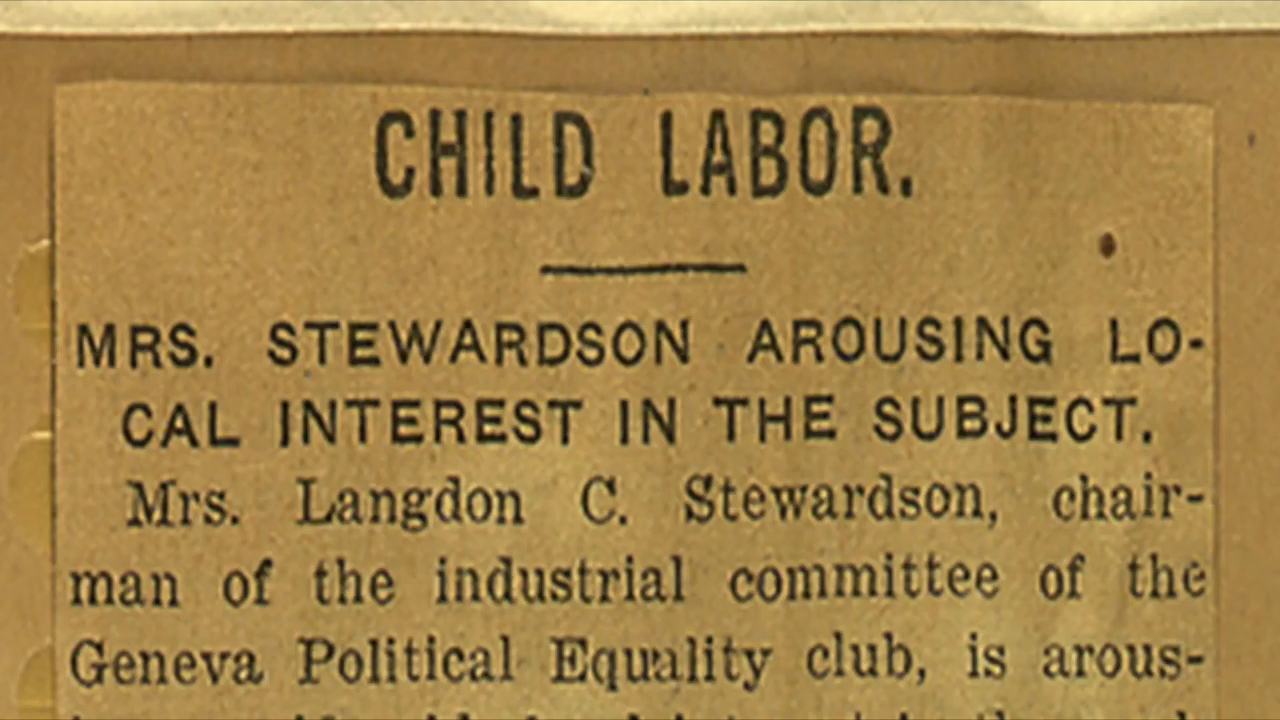 CHILD LABOR.
MRS. STEWARDSON AROUSING LO-
CAL INTEREST IN THE SUBJECT.
Mrs. Langdon C. Stewardson, chair-
man of the industrial committee of the
Geneva Political Equality club, is arous-